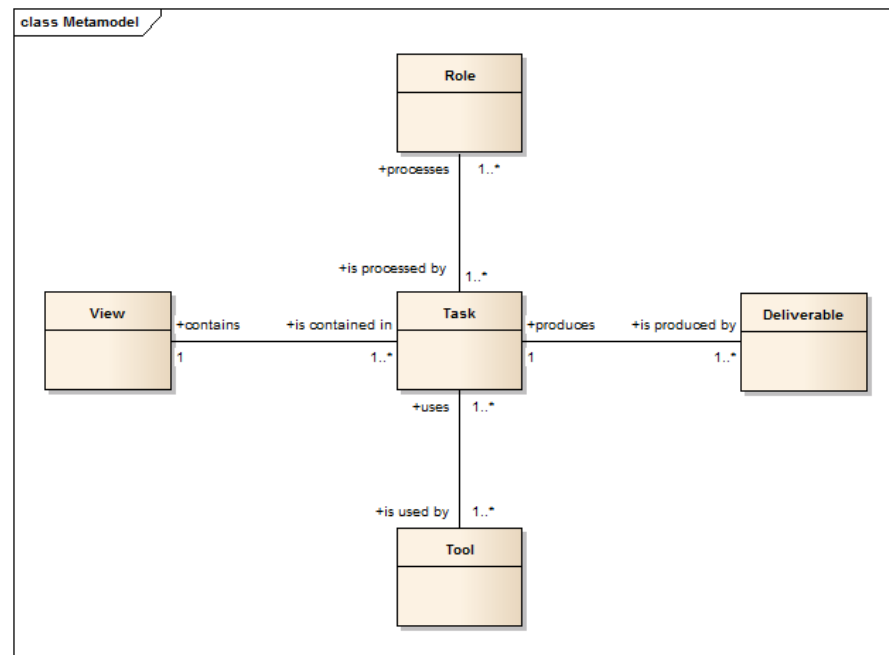 class Metamodel
Role
+processes 1..*
+is processed by 1..*
View
+contains
1
+is contained in
1..*
Task
+produces
1
+is produced by
1..*
Deliverable
+uses 1..*
+is used by 1..*
Tool